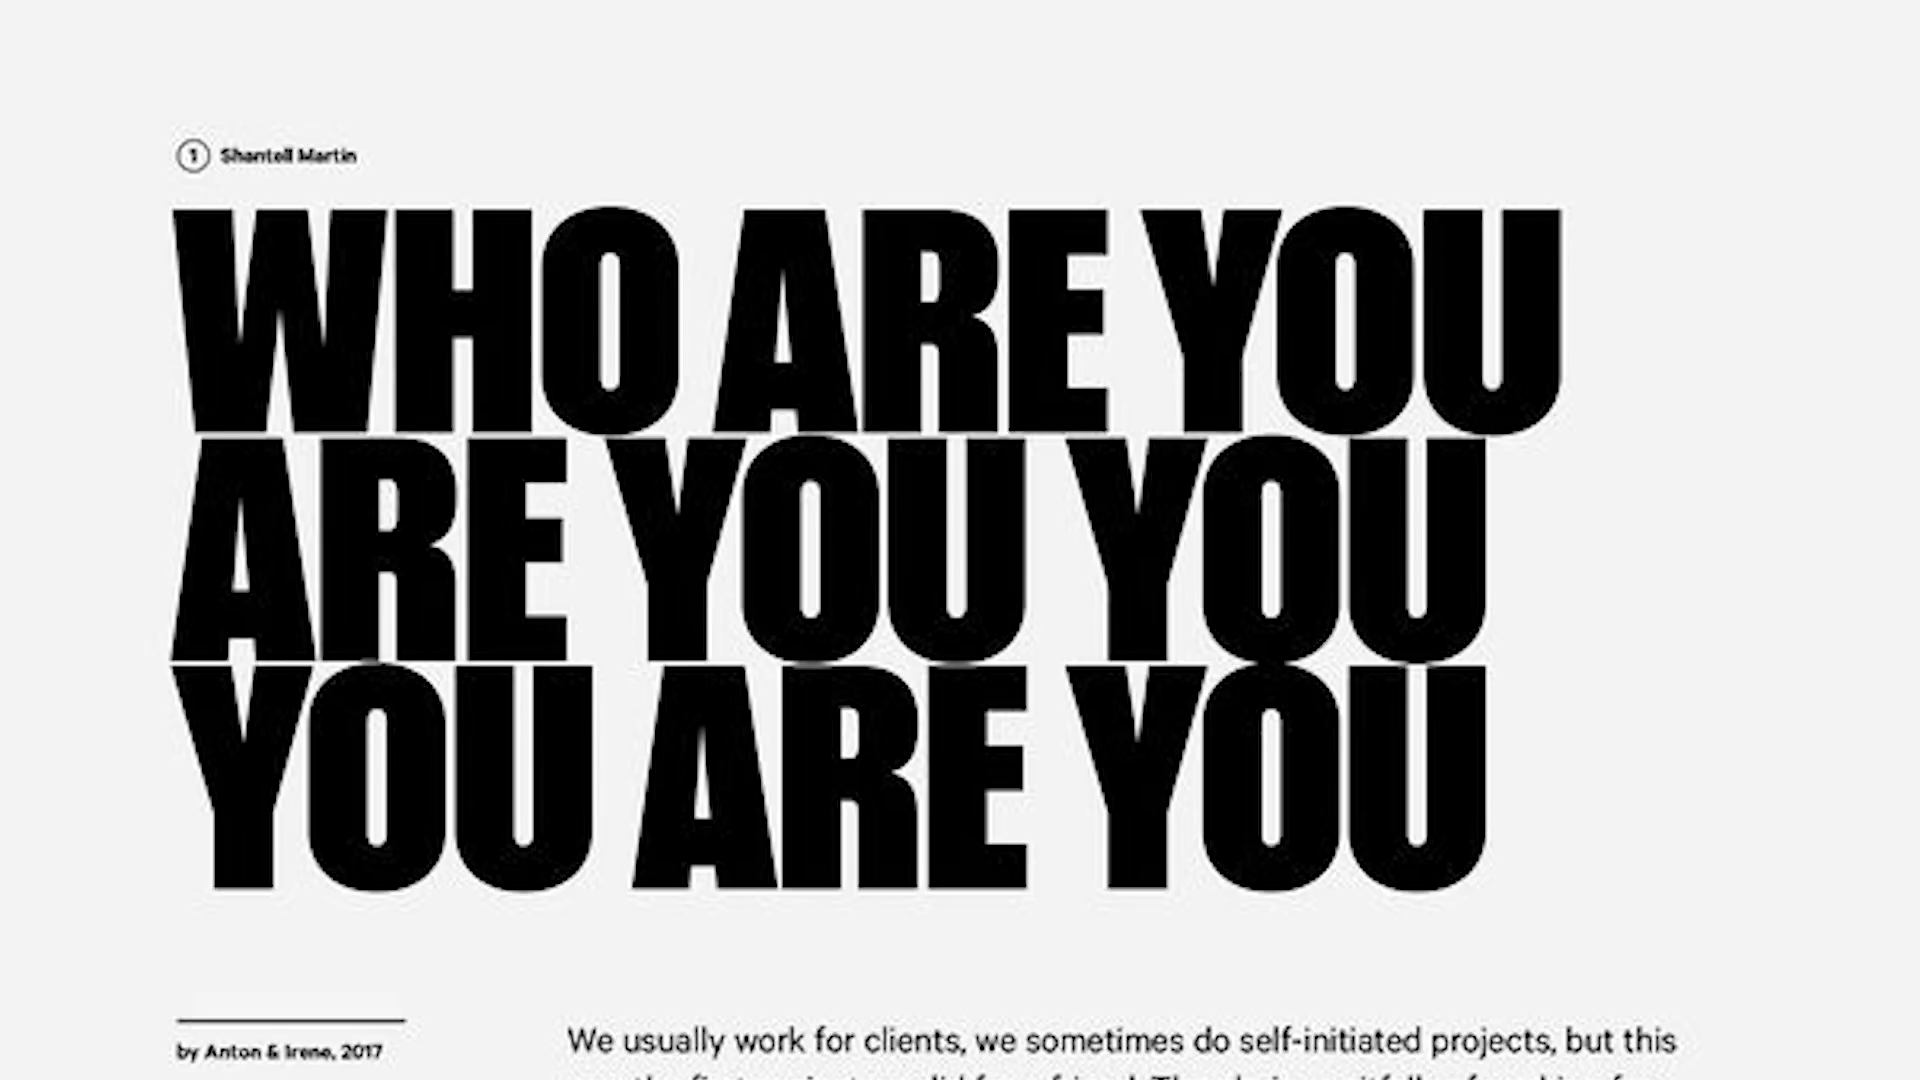 1 Shantell Martin
WHO ARE YOU
ARE YOU YOU
YOU ARE YOU
by Anton & Irene, 2017
We usually work for clients, we sometimes do self-initiated projects, but this